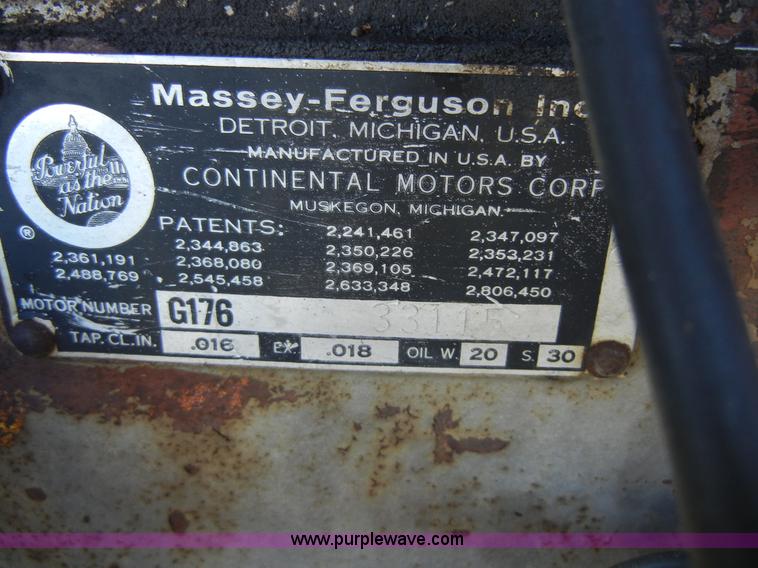 Massey-Ferguson Inc
DETROIT, MICHIGAN, U.S.A.
MANUFACTURED IN U.S.A. BY
CONTINENTAL MOTORS CORP
MUSKEGON, MICHIGAN.
Powerful
as the
Nation
®
PATENTS:
2,241,461 2,347,097
2,344,863 2,350,226 2,353,231
2,361,191 2,368,080 2,369,105 2,472,117
2,488,769 2,545,458 2,633,348 2,806,450
MOTOR NUMBER G176 33115
TAP. CL. IN. .016 EX. .018 OIL W. 20 S. 30
www.purplewave.com